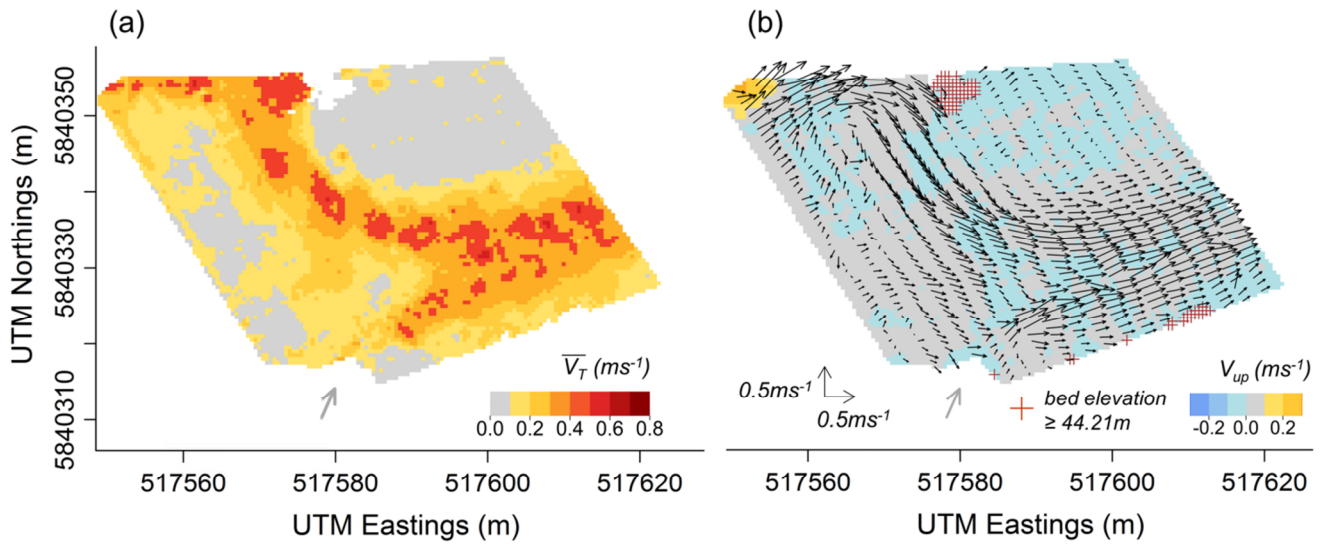 (a)
(b)
UTM Northings (m)
5840350
5840330
5840310
V̅_T (ms⁻¹)
0.0 0.2 0.4 0.6 0.8
517560 517580 517600 517620
UTM Eastings (m)
0.5ms⁻¹
0.5ms⁻¹
bed elevation
≥ 44.21m
V_up (ms⁻¹)
-0.2 0.0 0.2
517560 517580 517600 517620
UTM Eastings (m)